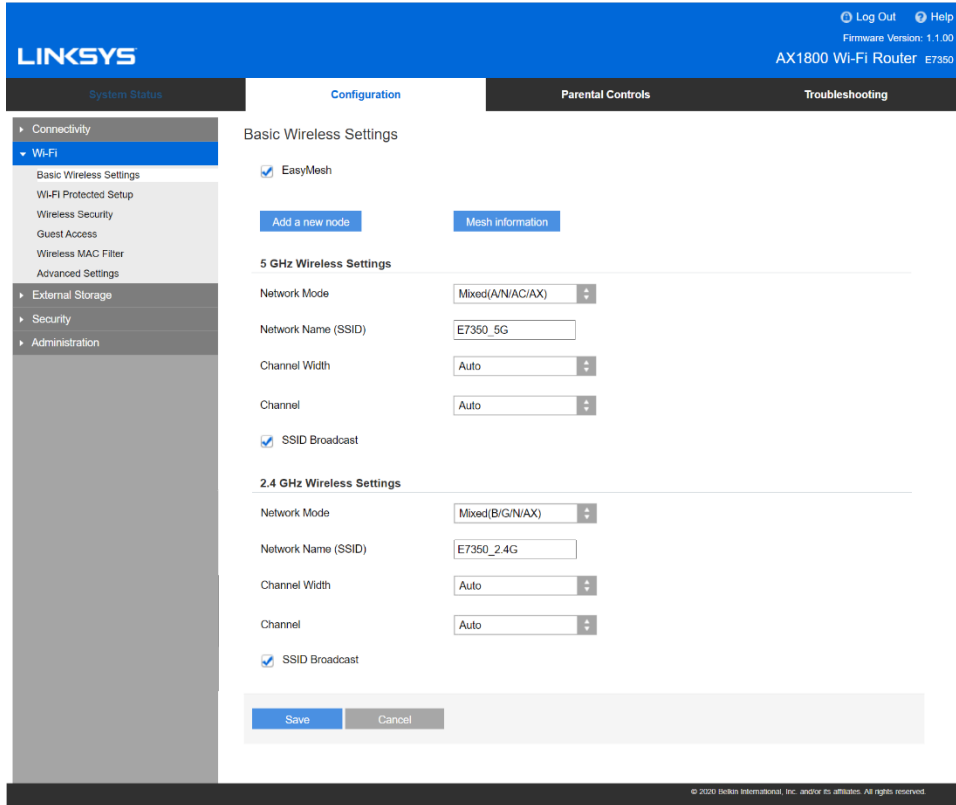 Log Out Help
Firmware Version: 1.1.00
LINKSYS
AX1800 Wi-Fi Router E7350
System Status Configuration Parental Controls Troubleshooting
Connectivity
Wi-Fi
Basic Wireless Settings
Wi-Fi Protected Setup
Wireless Security
Guest Access
Wireless MAC Filter
Advanced Settings
External Storage
Security
Administration
Basic Wireless Settings
EasyMesh
Add a new node Mesh information
5 GHz Wireless Settings
Network Mode Mixed(A/N/AC/AX)
Network Name (SSID) E7350_5G
Channel Width Auto
Channel Auto
SSID Broadcast
2.4 GHz Wireless Settings
Network Mode Mixed(B/G/N/AX)
Network Name (SSID) E7350_2.4G
Channel Width Auto
Channel Auto
SSID Broadcast
Save Cancel
© 2020 Belkin International, Inc. and/or its affiliates. All rights reserved.